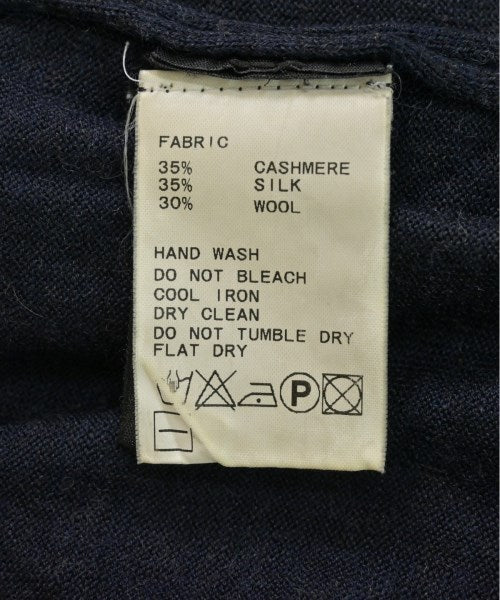 FABRIC
35% CASHMERE
35% SILK
30% WOOL
HAND WASH
DO NOT BLEACH
COOL IRON
DRY CLEAN
DO NOT TUMBLE DRY
FLAT DRY
P